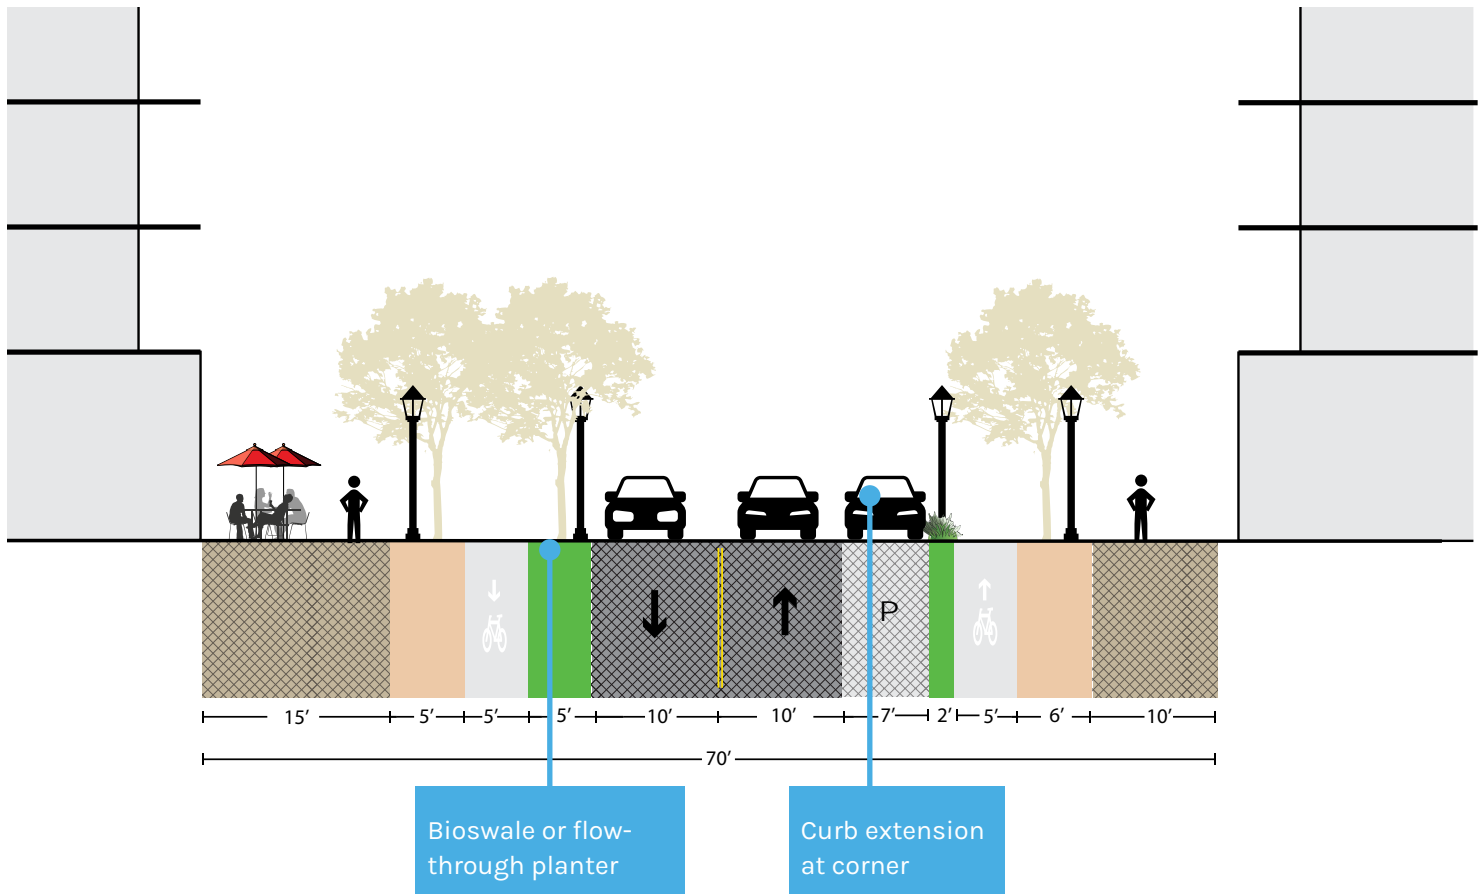 P
15’ 5’ 5’ 5’ 10’ 10’ 7’ 2’ 5’ 6’ 10’
70’
Bioswale or flow-
through planter
Curb extension
at corner